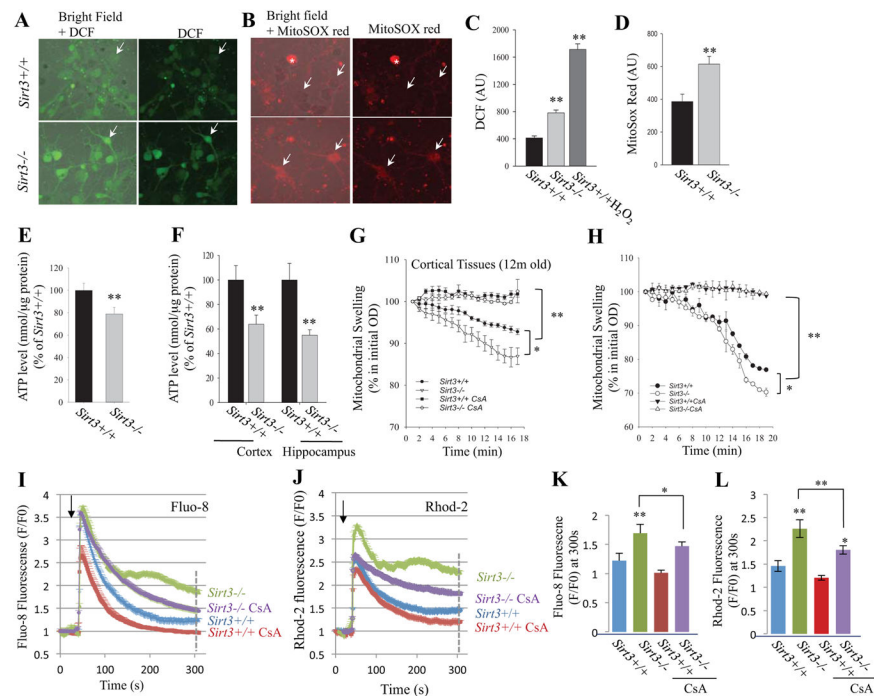 A
Bright Field
+ DCF
DCF
Sirt3+/+
Sirt3-/-
B
Bright field
+ MitoSOX red
MitoSOX red
*
*
C
DCF
(AU)
2000
1500
1000
500
0
**
**
Sirt3+/+
Sirt3-/-
Sirt3+/+H₂O₂
D
MitoSox Red (AU)
800
600
400
200
0
**
Sirt3+/+
Sirt3-/-
E
ATP level (nmol/µg protein)
(% of Sirt3+/+)
120
100
80
60
40
20
0
**
Sirt3+/+
Sirt3-/-
F
ATP level (nmol/µg protein)
(% of Sirt3+/+)
120
100
80
60
40
20
0
**
**
Sirt3+/+
Sirt3-/-
Sirt3+/+
Sirt3-/-
Cortex
Hippocampus
G
Cortical Tissues (12m old)
Mitochondrial Swelling
(% in initial OD)
100
90
80
**
*
Sirt3+/+
Sirt3-/-
Sirt3+/+ CsA
Sirt3-/- CsA
0 2 4 6 8 10 12 14 16 18
Time (min)
H
Mitochondrial Swelling
(% in initial OD)
100
90
80
70
60
**
*
Sirt3+/+
Sirt3-/-
Sirt3+/+CsA
Sirt3-/-CsA
0 2 4 6 8 10 12 14 16 18 20
Time (min)
I
Fluo-8 Fluorescense (F/F0)
Fluo-8
4
3.5
3
2.5
2
1.5
1
0.5
Sirt3-/-
Sirt3-/- CsA
Sirt3+/+
Sirt3+/+ CsA
0 100 200 300
Time (s)
J
Rhod-2 fluorescense (F/F0)
Rhod-2
4
3.5
3
2.5
2
1.5
1
0.5
Sirt3-/-
Sirt3-/- CsA
Sirt3+/+
Sirt3+/+ CsA
0 100 200 300
Time (s)
K
Fluo-8 Fluorescene
(F/F0) at 300s
2
1.5
1
0.5
0
**
*
Sirt3+/+
Sirt3-/-
Sirt3+/+
Sirt3-/-
CsA
L
Rhod-2 Fluorescene
(F/F0) at 300s
2.5
2
1.5
1
0.5
0
**
**
*
Sirt3+/+
Sirt3-/-
Sirt3+/+
Sirt3-/-
CsA